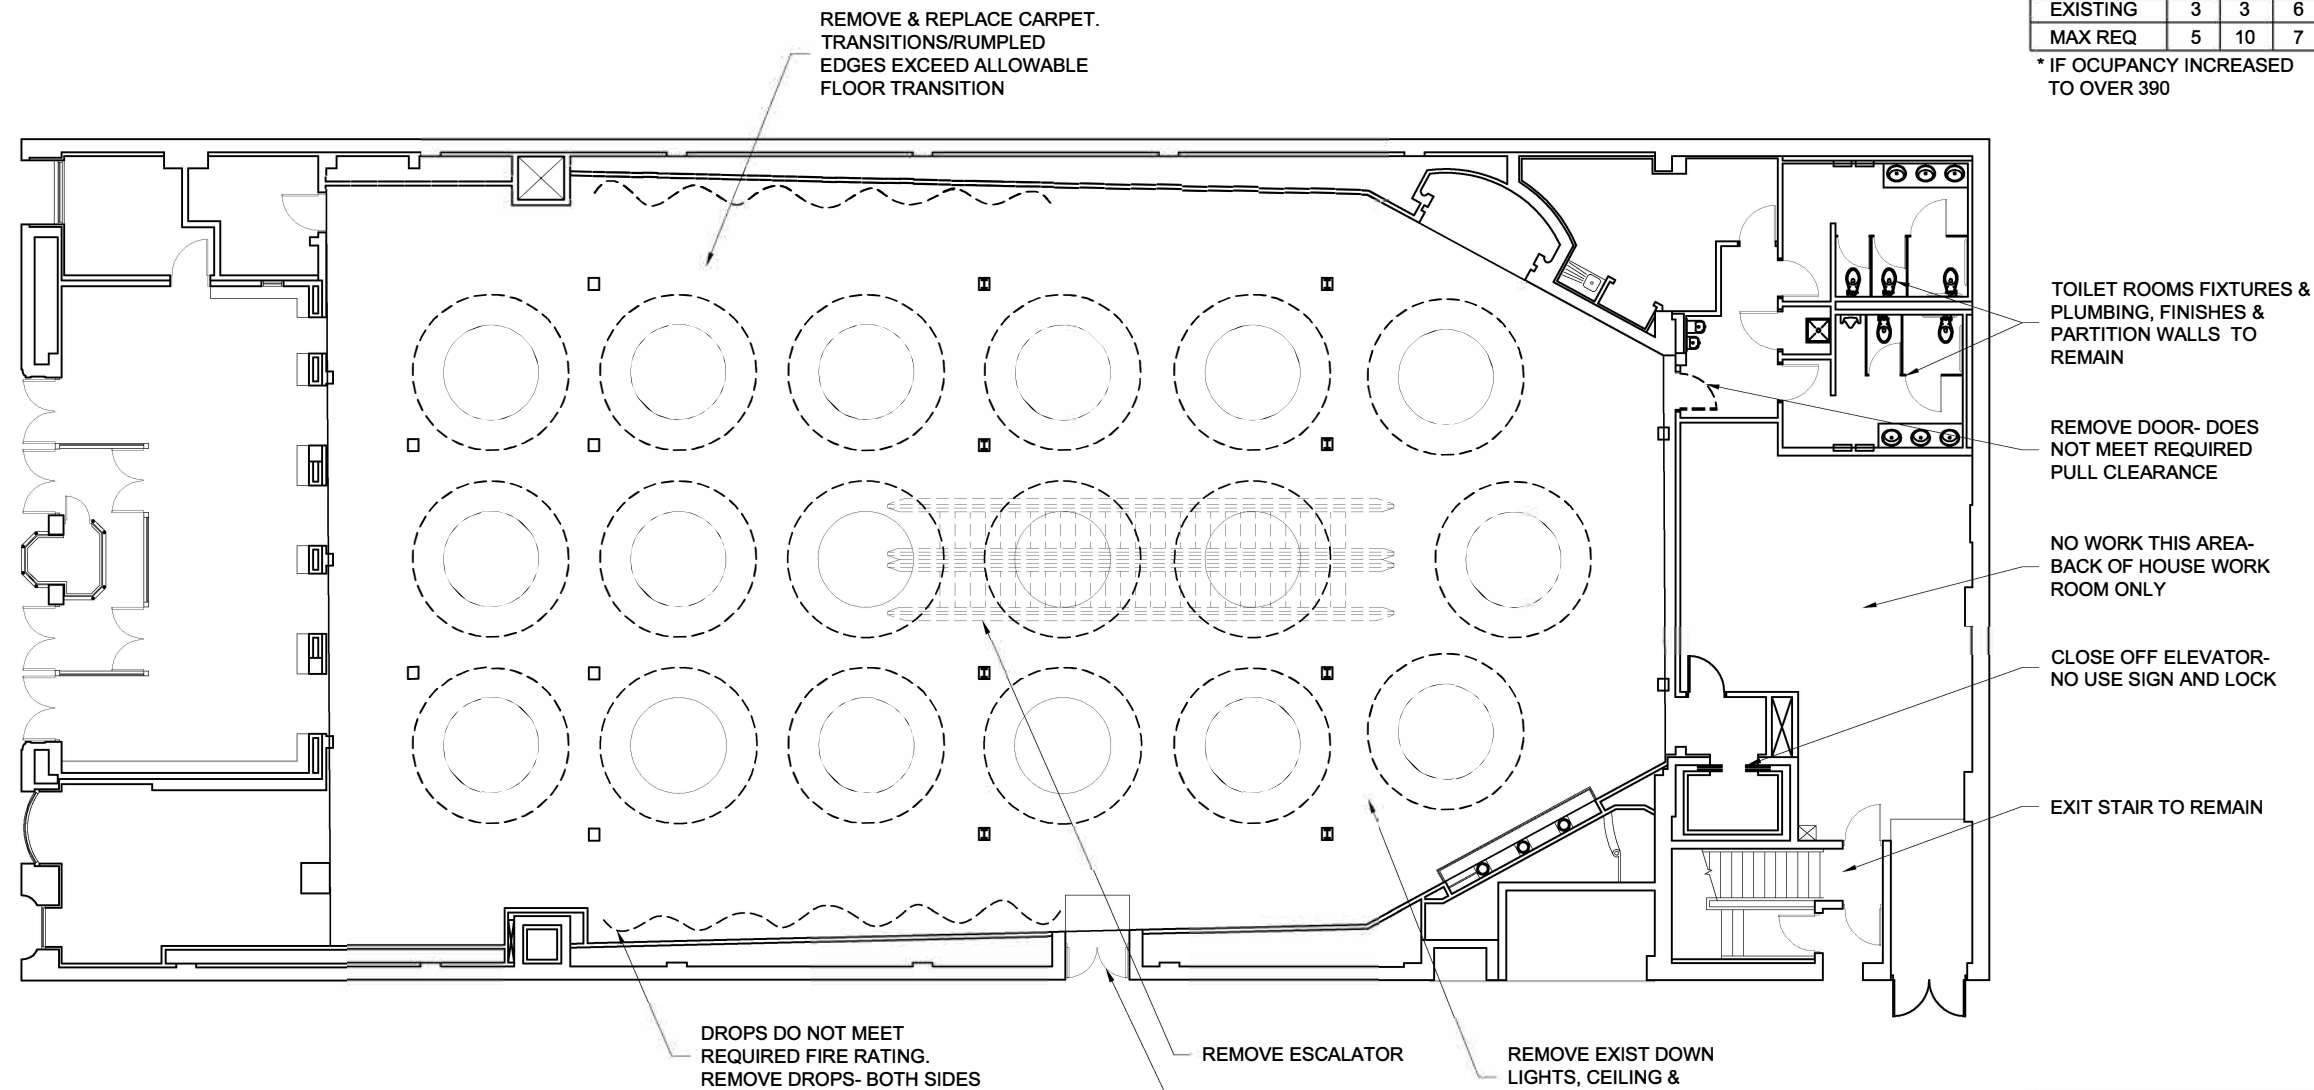 REMOVE & REPLACE CARPET.
TRANSITIONS/RUMPLED
EDGES EXCEED ALLOWABLE
FLOOR TRANSITION
EXISTING 3 3 6
MAX REQ 5 10 7
* IF OCUPANCY INCREASED
TO OVER 390
TOILET ROOMS FIXTURES &
PLUMBING, FINISHES &
PARTITION WALLS TO
REMAIN
REMOVE DOOR- DOES
NOT MEET REQUIRED
PULL CLEARANCE
NO WORK THIS AREA-
BACK OF HOUSE WORK
ROOM ONLY
CLOSE OFF ELEVATOR-
NO USE SIGN AND LOCK
EXIT STAIR TO REMAIN
DROPS DO NOT MEET
REQUIRED FIRE RATING.
REMOVE DROPS- BOTH SIDES
REMOVE ESCALATOR
REMOVE EXIST DOWN
LIGHTS, CEILING &